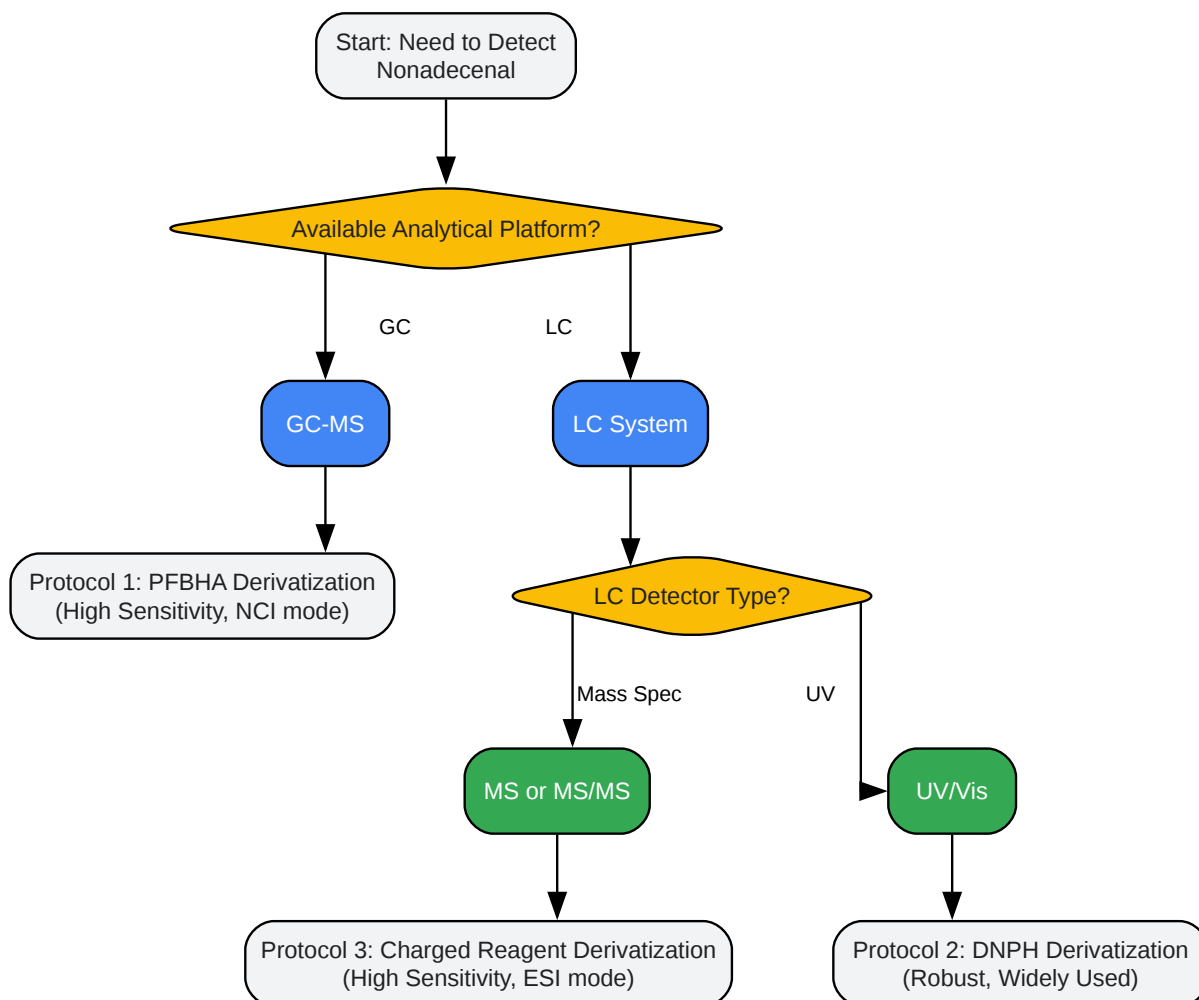 Start: Need to Detect
Nonadecenal
Available Analytical Platform?
GC
LC
GC-MS
LC System
Protocol 1: PFBHA Derivatization
(High Sensitivity, NCI mode)
LC Detector Type?
Mass Spec
UV
MS or MS/MS
UV/Vis
Protocol 3: Charged Reagent Derivatization
(High Sensitivity, ESI mode)
Protocol 2: DNPH Derivatization
(Robust, Widely Used)